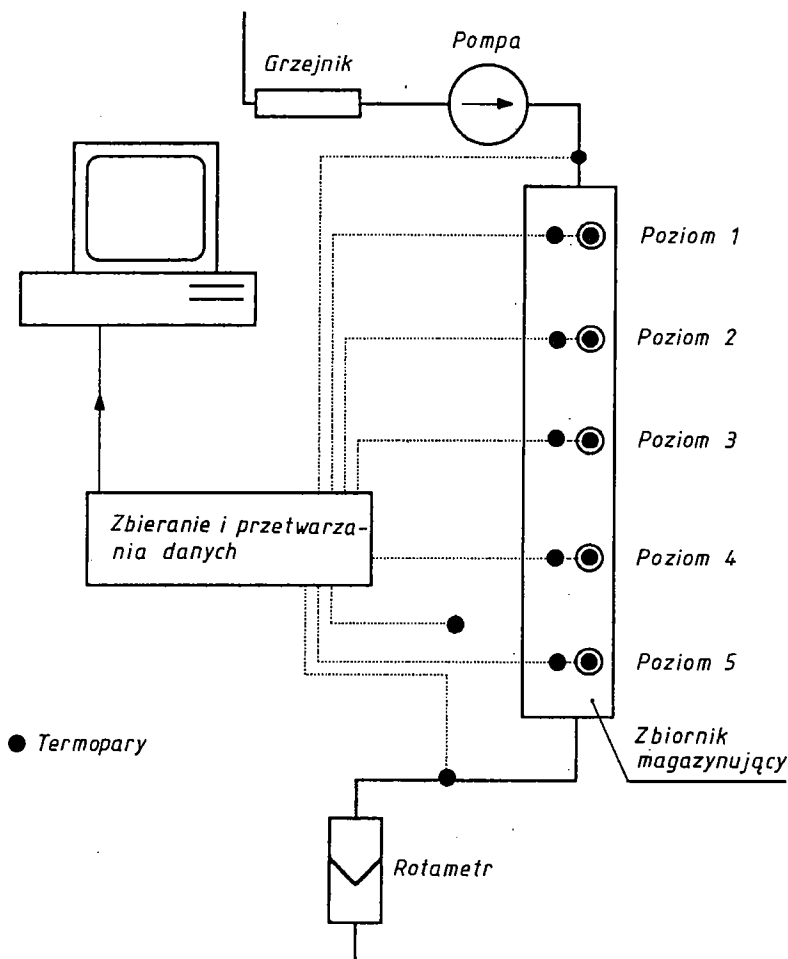 Pompa
Grzejnik
Poziom 1
Poziom 2
Poziom 3
Zbieranie i przetwarza-
nia danych
Poziom 4
Poziom 5
Termopary
Zbiornik
magazynujący
Rotametr